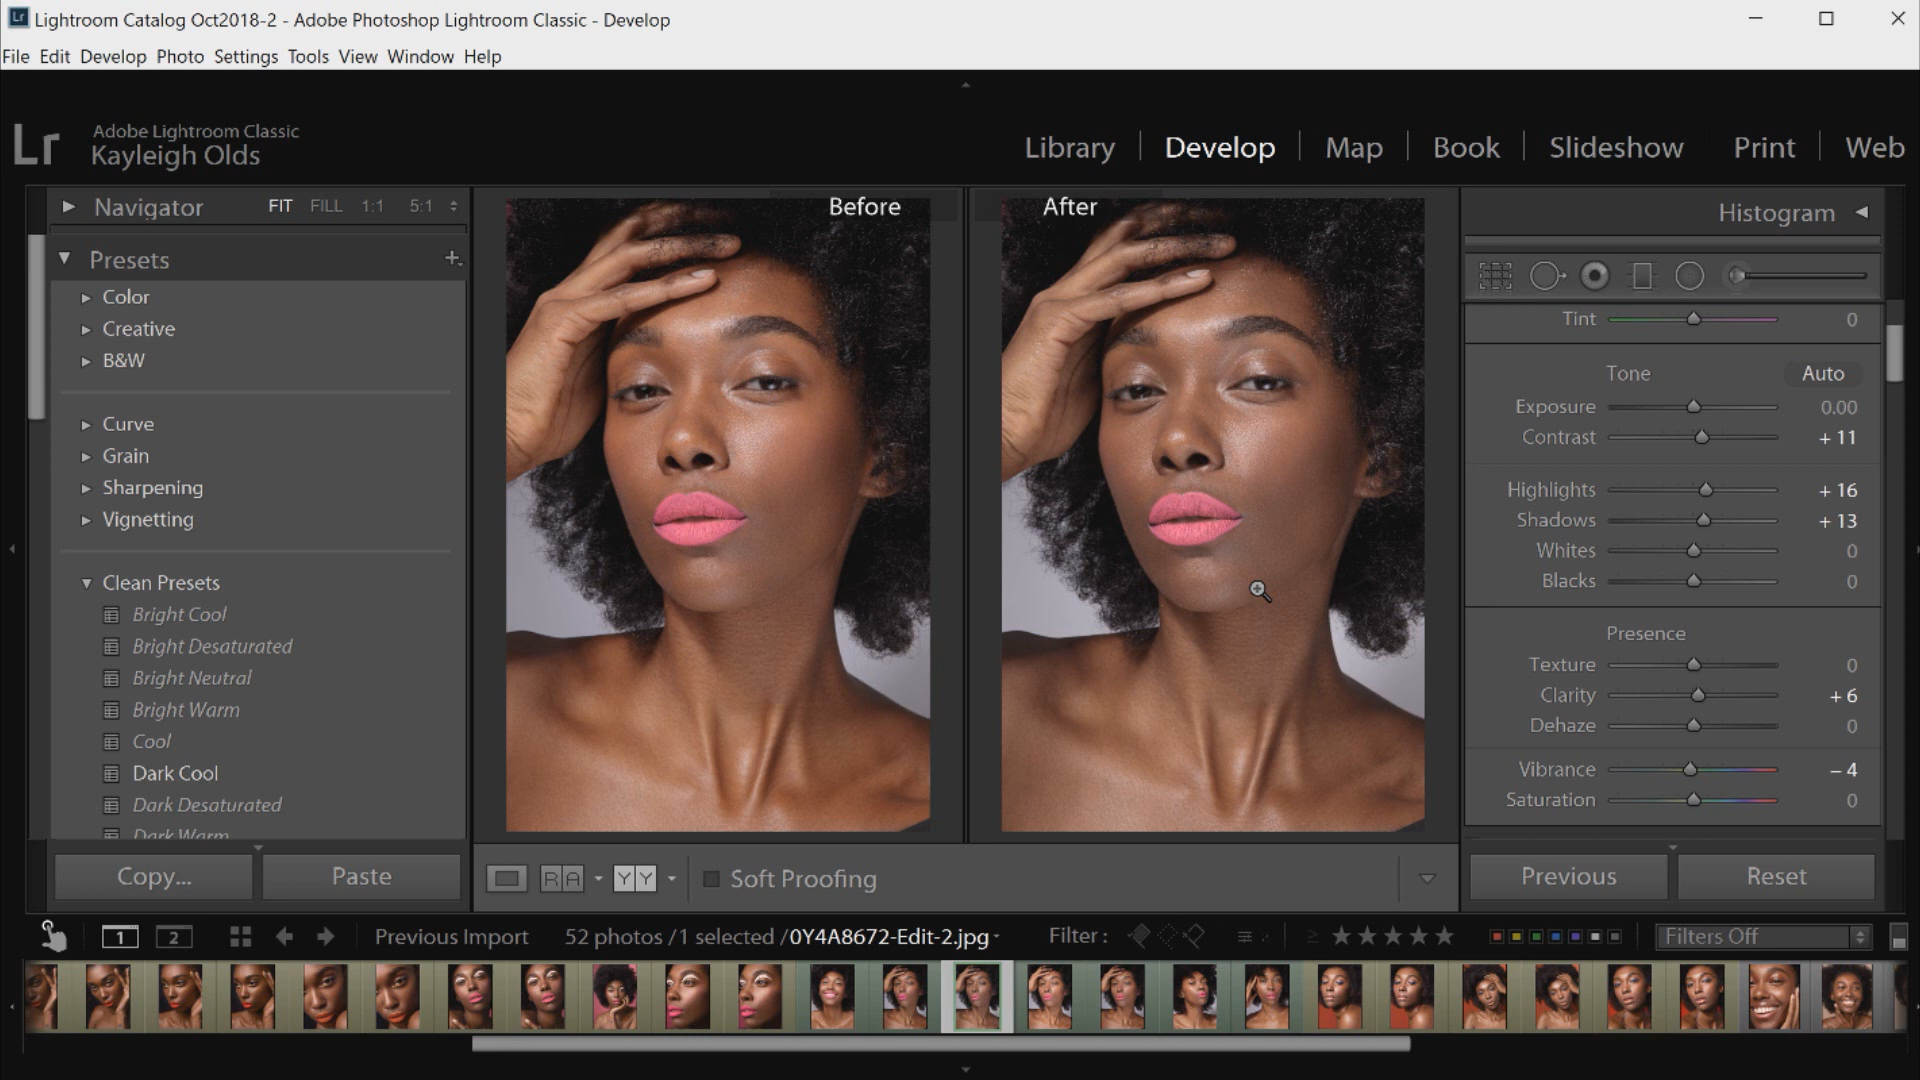 Lr Lightroom Catalog Oct2018-2 - Adobe Photoshop Lightroom Classic - Develop
File Edit Develop Photo Settings Tools View Window Help
Lr Adobe Lightroom Classic
Kayleigh Olds
Library Develop Map Book Slideshow Print Web
Navigator FIT FILL 1:1 5:1
Presets
Color
Creative
B&W
Curve
Grain
Sharpening
Vignetting
Clean Presets
Bright Cool
Bright Desaturated
Bright Neutral
Bright Warm
Cool
Dark Cool
Dark Desaturated
Dark Warm
Copy... Paste
Before After
R A Y Y Soft Proofing
Histogram
Tint 0
Tone Auto
Exposure 0.00
Contrast + 11
Highlights + 16
Shadows + 13
Whites 0
Blacks 0
Presence
Texture 0
Clarity + 6
Dehaze 0
Vibrance – 4
Saturation 0
Previous Reset
1 2 Previous Import 52 photos /1 selected /0Y4A8672-Edit-2.jpg Filter : Filters Off